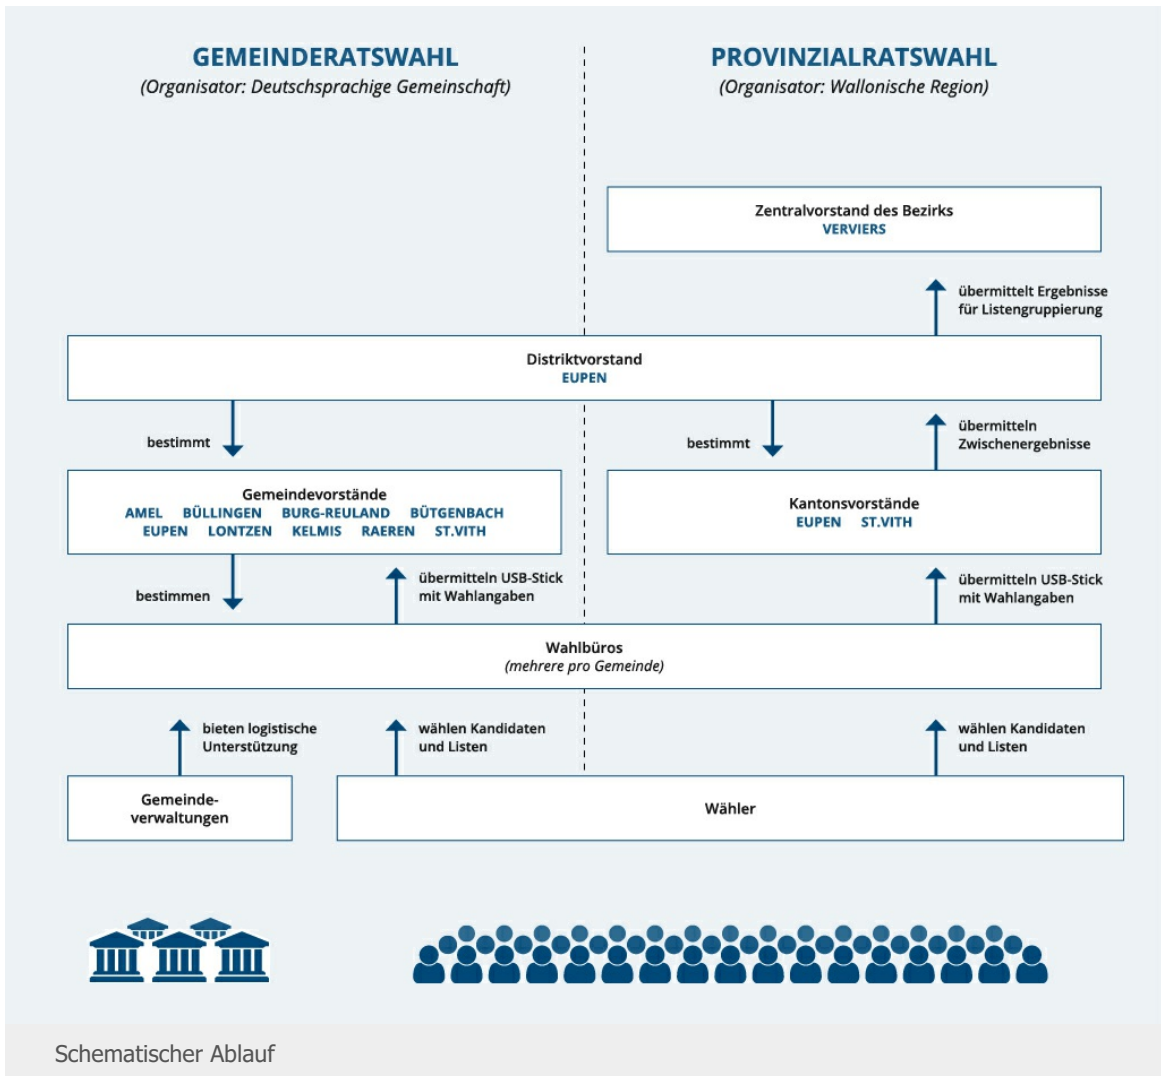 GEMEINDERATSWAHL
(Organisator: Deutschsprachige Gemeinschaft)
PROVINZIALRATSWAHL
(Organisator: Wallonische Region)
Zentralvorstand des Bezirks
VERVIERS
übermittelt Ergebnisse
für Listengruppierung
Distriktvorstand
EUPEN
bestimmt
bestimmt
übermitteln
Zwischenergebnisse
Gemeindevorstände
AMEL BÜLLINGEN BURG-REULAND BÜTGENBACH
EUPEN LONTZEN KELMIS RAEREN ST.VITH
Kantonsvorstände
EUPEN ST.VITH
bestimmen
übermitteln USB-Stick
mit Wahlangaben
übermitteln USB-Stick
mit Wahlangaben
Wahlbüros
(mehrere pro Gemeinde)
bieten logistische
Unterstützung
wählen Kandidaten
und Listen
wählen Kandidaten
und Listen
Gemeinde-
verwaltungen
Wähler
Schematischer Ablauf